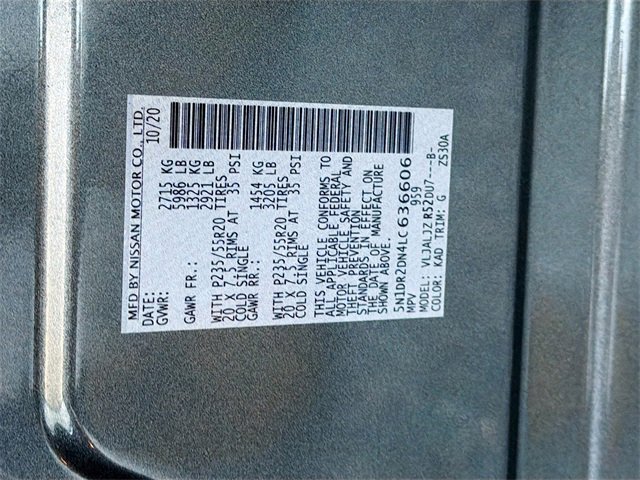 MFD BY NISSAN MOTOR CO., LTD.
DATE: 10/20
GVWR: 2715 KG
5986 LB
GAWR FR.: 1325 KG
2921 LB
WITH P235/55R20 TIRES
20 X 7.5 RIMS AT 35 PSI
COLD SINGLE
GAWR RR.: 1454 KG
3205 LB
WITH P235/55R20 TIRES
20 X 7.5 RIMS AT 35 PSI
COLD SINGLE
THIS VEHICLE CONFORMS TO
ALL APPLICABLE FEDERAL
MOTOR VEHICLE SAFETY AND
THEFT PREVENTION
STANDARDS IN EFFECT ON
THE DATE OF MANUFACTURE
SHOWN ABOVE.
5N1DR2DN4LC636606
MPV 959
MODEL: VLJALJZ R52DU7---B-
COLOR: KAD TRIM: G ZS30A